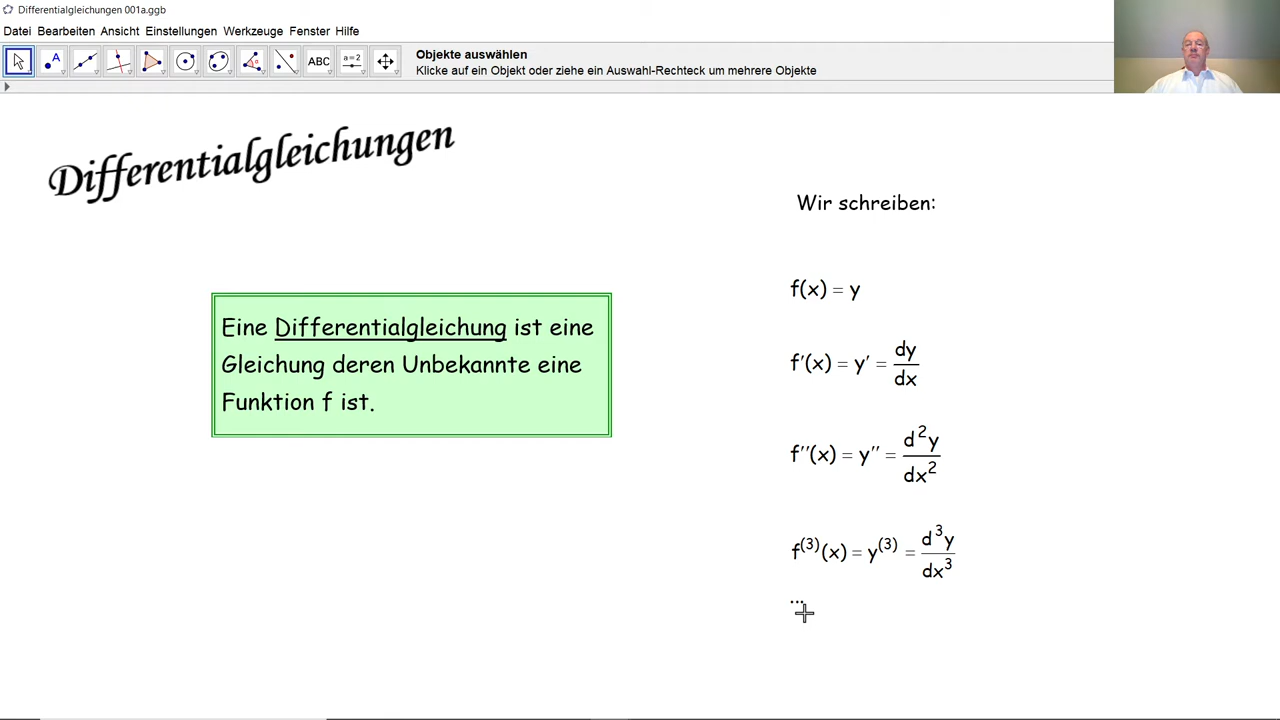 Differentialgleichungen 001a.ggb
Datei Bearbeiten Ansicht Einstellungen Werkzeuge Fenster Hilfe
A
ABC
a=2
Objekte auswählen
Klicke auf ein Objekt oder ziehe ein Auswahl-Rechteck um mehrere Objekte
Differentialgleichungen
Eine Differentialgleichung ist eine
Gleichung deren Unbekannte eine
Funktion f ist.
Wir schreiben:
f(x) = y
f′(x) = y′ = dy/dx
f′′(x) = y′′ = d²y/dx²
f⁽³⁾(x) = y⁽³⁾ = d³y/dx³
...